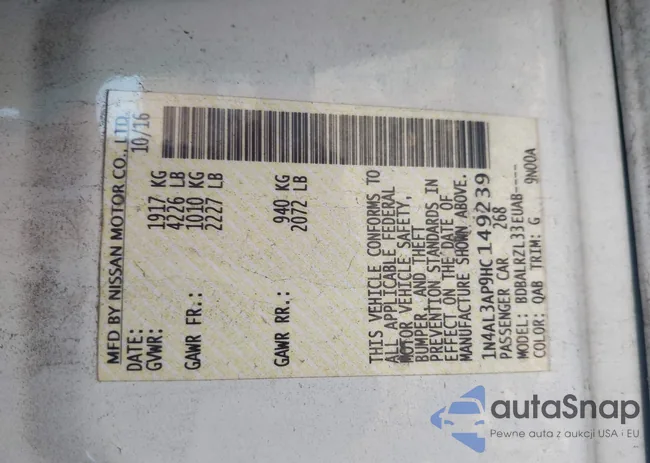 MFD BY NISSAN MOTOR CO., LTD.
DATE: 10/16
GVWR: 1917 KG
4226 LB
GAWR FR.: 1010 KG
2227 LB
GAWR RR.: 940 KG
2072 LB
THIS VEHICLE CONFORMS TO
ALL APPLICABLE FEDERAL
MOTOR VEHICLE SAFETY,
BUMPER, AND THEFT
PREVENTION STANDARDS IN
EFFECT ON THE DATE OF
MANUFACTURE SHOWN ABOVE.
1N4AL3AP9HC149239
PASSENGER CAR 268
MODEL: BDBALRZL33EUAB----
COLOR: QAB TRIM: G 9N00A
autaSnap
Pewne auta z aukcji USA i EU